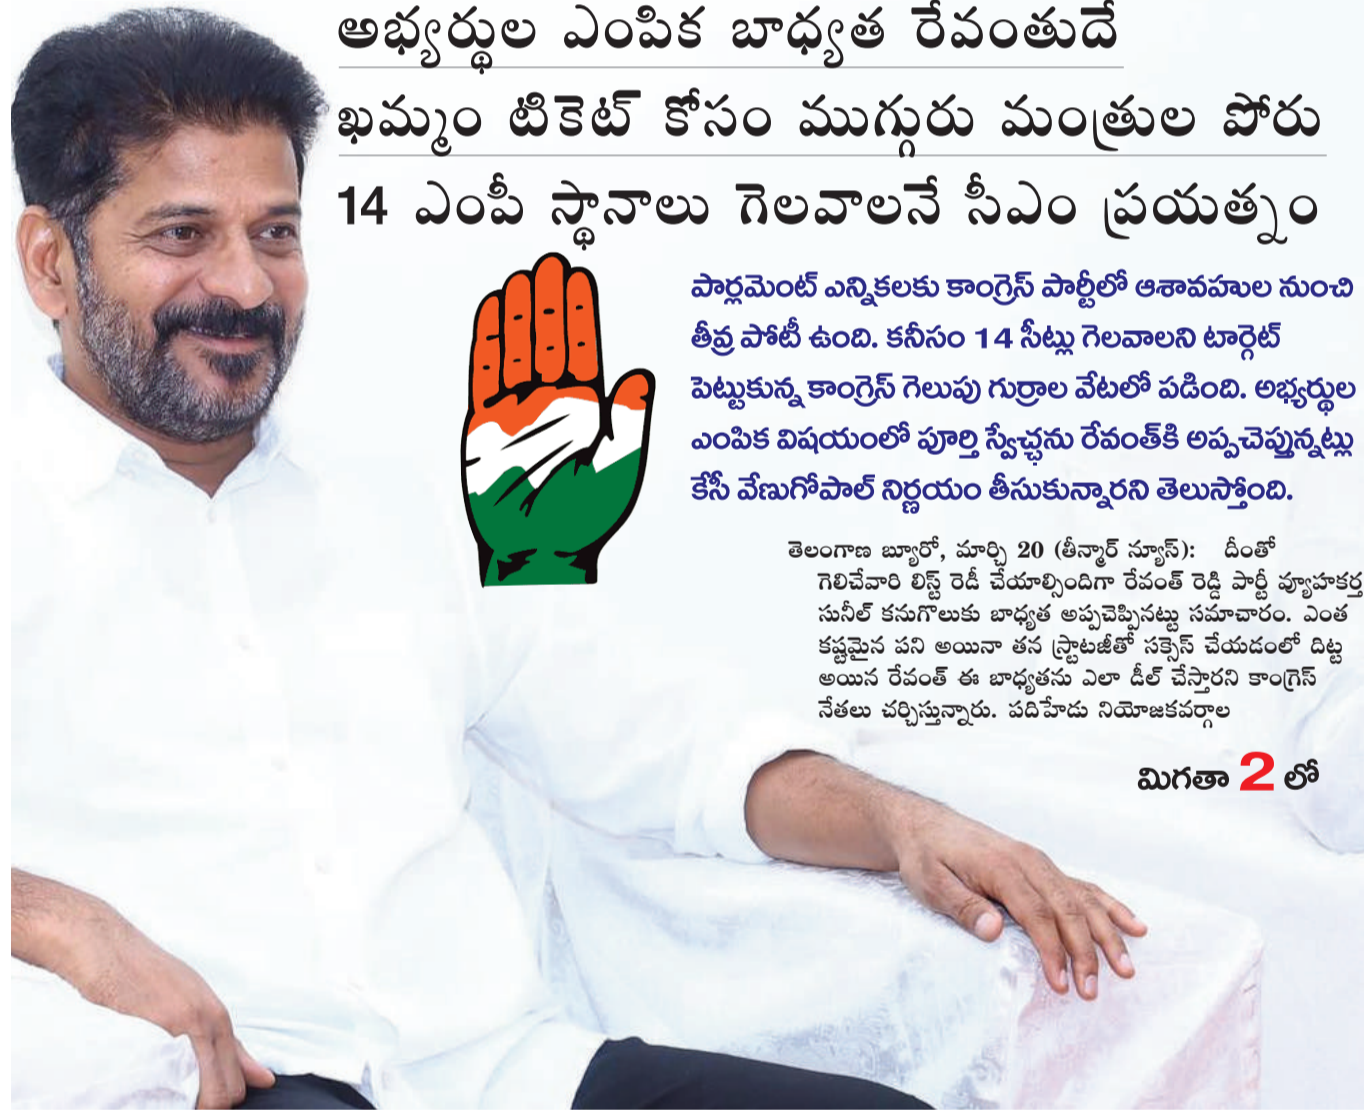 అభ్యర్థుల ఎంపిక బాధ్యత రేవంతుదే
ఖమ్మం టికెట్ కోసం ముగ్గురు మంత్రుల పోరు
14 ఎంపీ స్థానాలు గెలవాలనే సీఎం ప్రయత్నం
పార్లమెంట్ ఎన్నికలకు కాంగ్రెస్ పార్టీలో ఆశావహుల నుంచి
తీవ్ర పోటీ ఉంది. కనీసం 14 సీట్లు గెలవాలని టార్గెట్
పెట్టుకున్న కాంగ్రెస్ గెలుపు గుర్రాల వేటలో పడింది. అభ్యర్థుల
ఎంపిక విషయంలో పూర్తి స్వేచ్ఛను రేవంత్‌కి అప్పచెప్తున్నట్లు
కేసీ వేణుగోపాల్ నిర్ణయం తీసుకున్నారని తెలుస్తోంది.
తెలంగాణ బ్యూరో, మార్చి 20 (తీన్మార్ న్యూస్): దీంతో
గెలిచేవారి లిస్ట్ రెడీ చేయాల్సిందిగా రేవంత్ రెడ్డి పార్టీ వ్యూహకర్త
సునీల్ కనుగొలుకు బాధ్యత అప్పచెప్పినట్టు సమాచారం. ఎంత
కష్టమైన పని అయినా తన స్ట్రాటజీతో సక్సెస్ చేయడంలో దిట్ట
అయిన రేవంత్ ఈ బాధ్యతను ఎలా డీల్ చేస్తారని కాంగ్రెస్
నేతలు చర్చిస్తున్నారు. పదిహేడు నియోజకవర్గాల
మిగతా 2 లో